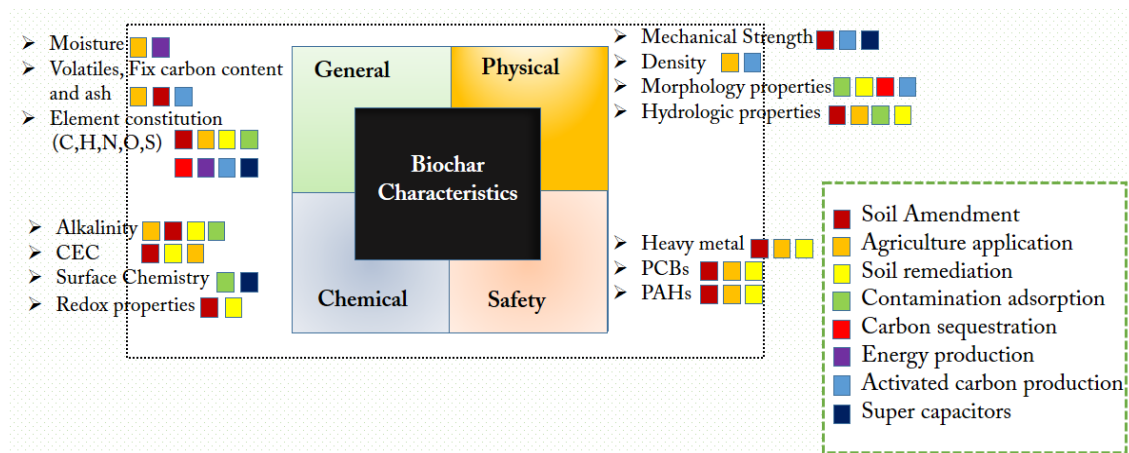 Moisture
Volatiles, Fix carbon content
and ash
Element constitution
(C,H,N,O,S)
General
Physical
Mechanical Strength
Density
Morphology properties
Hydrologic properties
Biochar
Characteristics
Alkalinity
CEC
Surface Chemistry
Redox properties
Chemical
Safety
Heavy metal
PCBs
PAHs
Soil Amendment
Agriculture application
Soil remediation
Contamination adsorption
Carbon sequestration
Energy production
Activated carbon production
Super capacitors